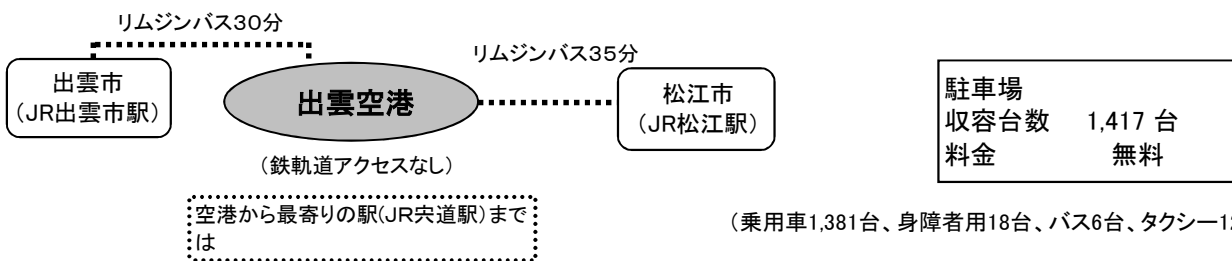 リムジンバス30分
リムジンバス35分
出雲市
(JR出雲市駅)
出雲空港
松江市
(JR松江駅)
(鉄軌道アクセスなし)
空港から最寄りの駅(JR宍道駅)まで
は
駐車場
収容台数 1,417 台
料金 無料
(乗用車1,381台、身障者用18台、バス6台、タクシー